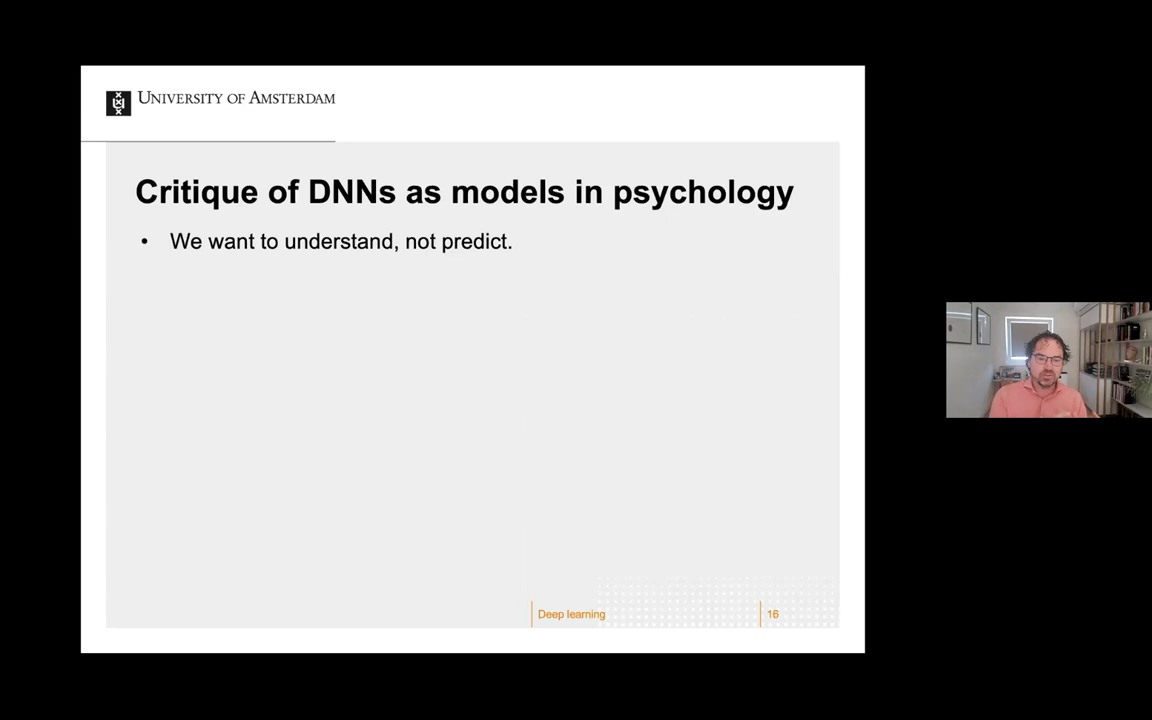 UNIVERSITY OF AMSTERDAM
Critique of DNNs as models in psychology
• We want to understand, not predict.
Deep learning
16